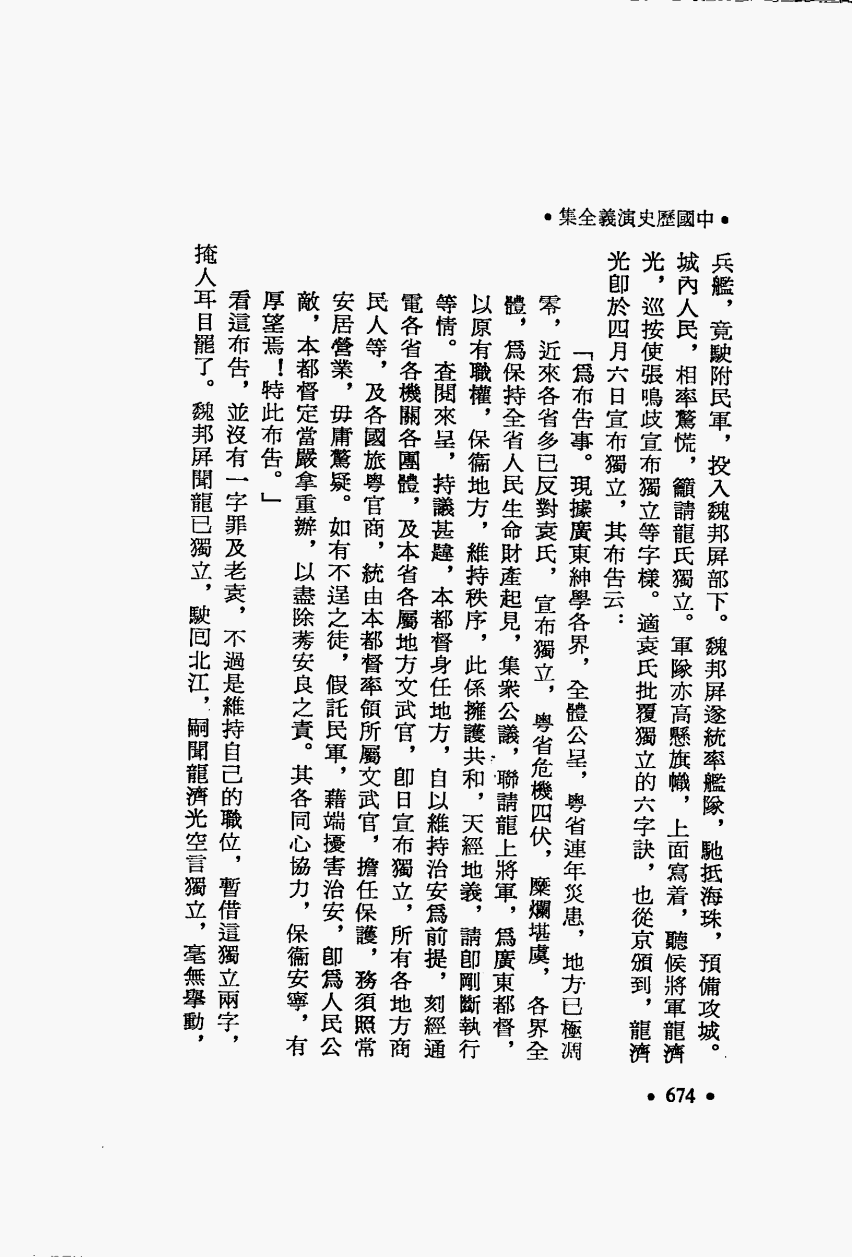 •中國歷史演義全集•
兵艦，竟駛附民軍，投入魏邦屏部下。魏邦屏遂統率艦隊，馳抵海珠，預備攻城。
城內人民，相率驚慌，籲請龍氏獨立。軍隊亦高懸旗幟，上面寫着，聽候將軍龍濟
光，巡按使張鳴歧宣布獨立等字樣。適袁氏批覆獨立的六字訣，也從京頒到，龍濟
光卽於四月六日宣布獨立，其布告云：
「爲布告事。現據廣東紳學各界，全體公呈，粵省連年災患，地方已極凋
零，近來各省多已反對袁氏，宣布獨立，粵省危機四伏，糜爛堪虞，各界全
體，爲保持全省人民生命財產起見，集衆公議，聯請龍上將軍，爲廣東都督，
以原有職權，保衞地方，維持秩序，此係擁護共和，天經地義，請卽剛斷執行
等情。查閱來呈，持議甚韙，本都督身任地方，自以維持治安爲前提，刻經通
電各省各機關各團體，及本省各屬地方文武官，卽日宣布獨立，所有各地方商
民人等，及各國旅粵官商，統由本都督率領所屬文武官，擔任保護，務須照常
安居營業，毋庸驚疑。如有不逞之徒，假託民軍，藉端擾害治安，卽爲人民公
敵，本都督定當嚴拿重辦，以盡除莠安良之責。其各同心協力，保衞安寧，有
厚望焉！特此布告。」
看這布告，並沒有一字罪及老袁，不過是維持自己的職位，暫借這獨立兩字，
掩人耳目罷了。魏邦屏聞龍已獨立，駛回北江，嗣聞龍濟光空言獨立，毫無擧動，
•674•